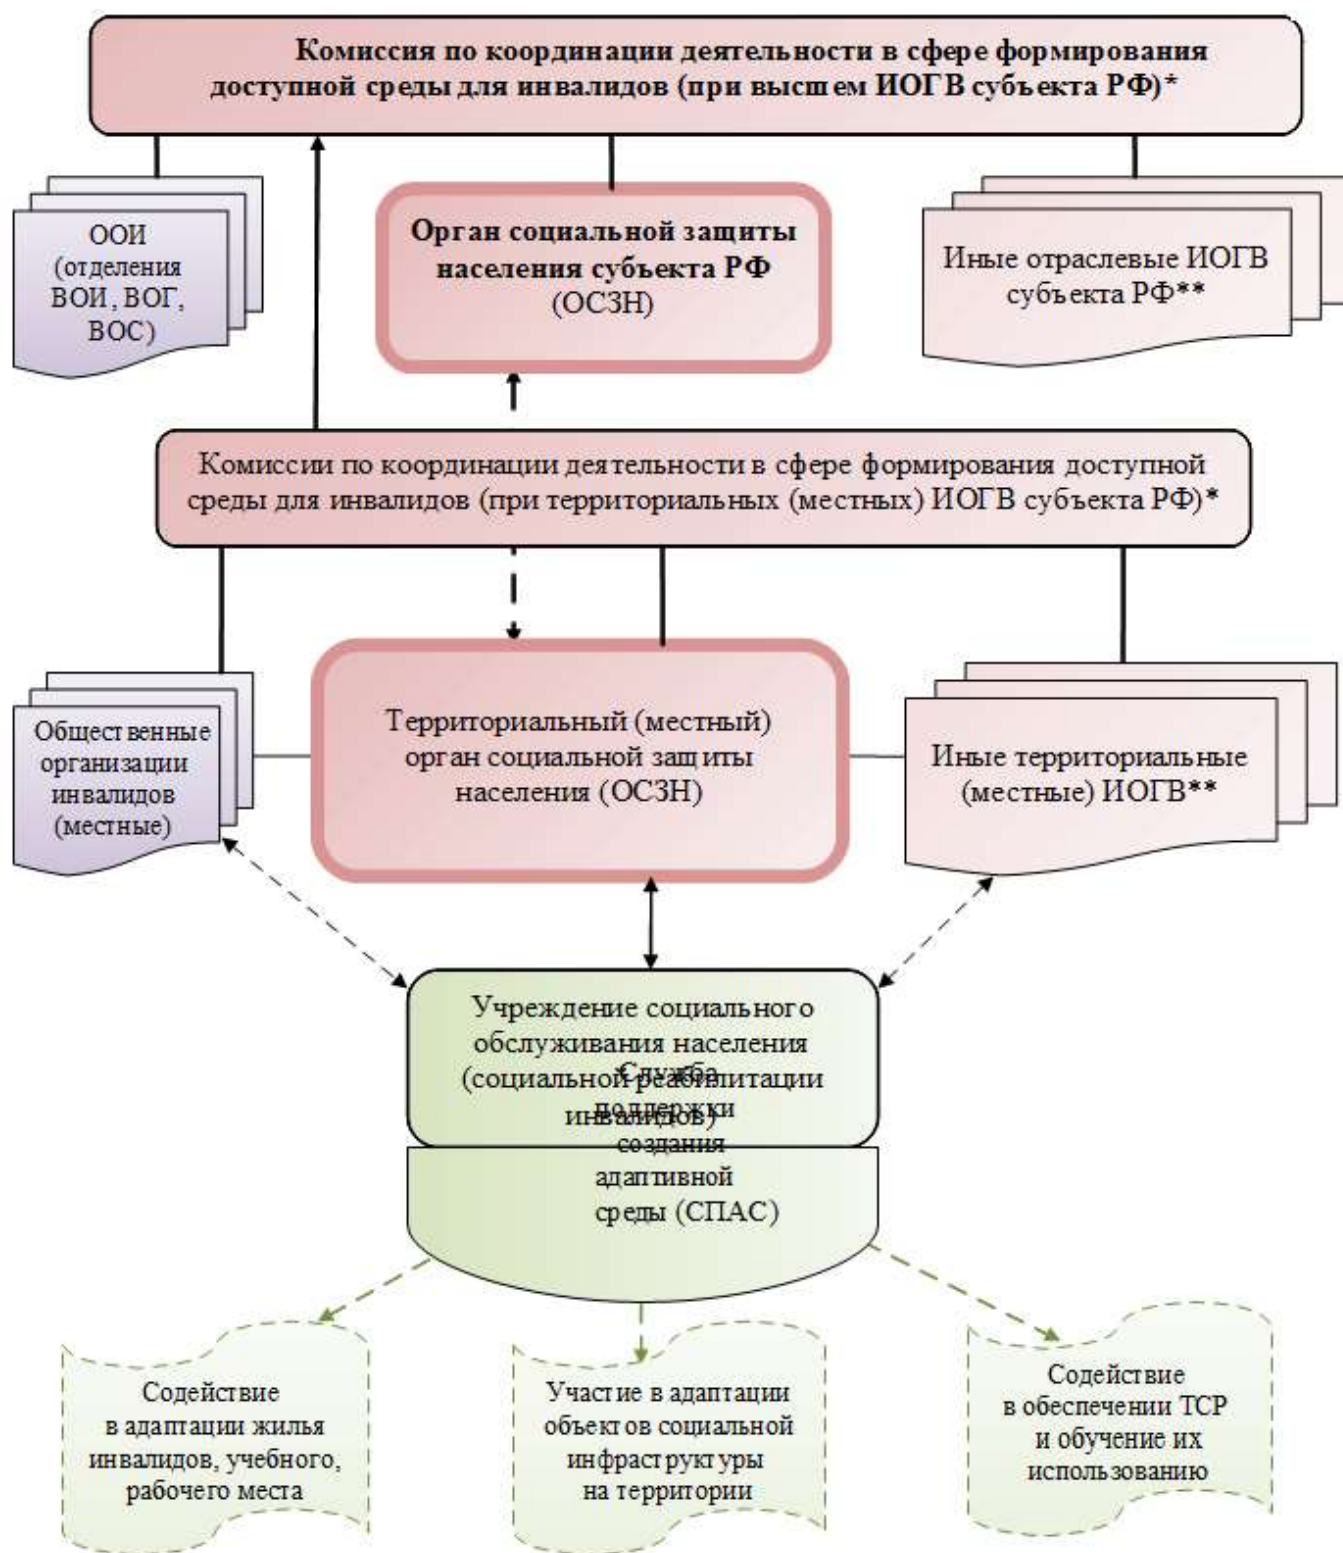 Комиссия по координации деятельности в сфере формирования
доступной среды для инвалидов (при высшем ИОГВ субъекта РФ)*
ООИ
(отделения
ВОИ, ВОГ,
ВОС)
Орган социальной защиты
населения субъекта РФ
(ОСЗН)
Иные отраслевые ИОГВ
субъекта РФ**
Комиссии по координации деятельности в сфере формирования доступной
среды для инвалидов (при территориальных (местных) ИОГВ субъекта РФ)*
Общественные
организации
инвалидов
(местные)
Территориальный (местный)
орган социальной защиты
населения (ОСЗН)
Иные территориальные
(местные) ИОГВ**
Учреждение социального
обслуживания населения
(социальной реабилитации
инвалидов)
Служба
поддержки
создания
адаптивной
среды (СПАС)
Содействие
в адаптации жилья
инвалидов, учебного,
рабочего места
Участие в адаптации
объектов социальной
инфраструктуры
на территории
Содействие
в обеспечении ТСР
и обучение их
использованию